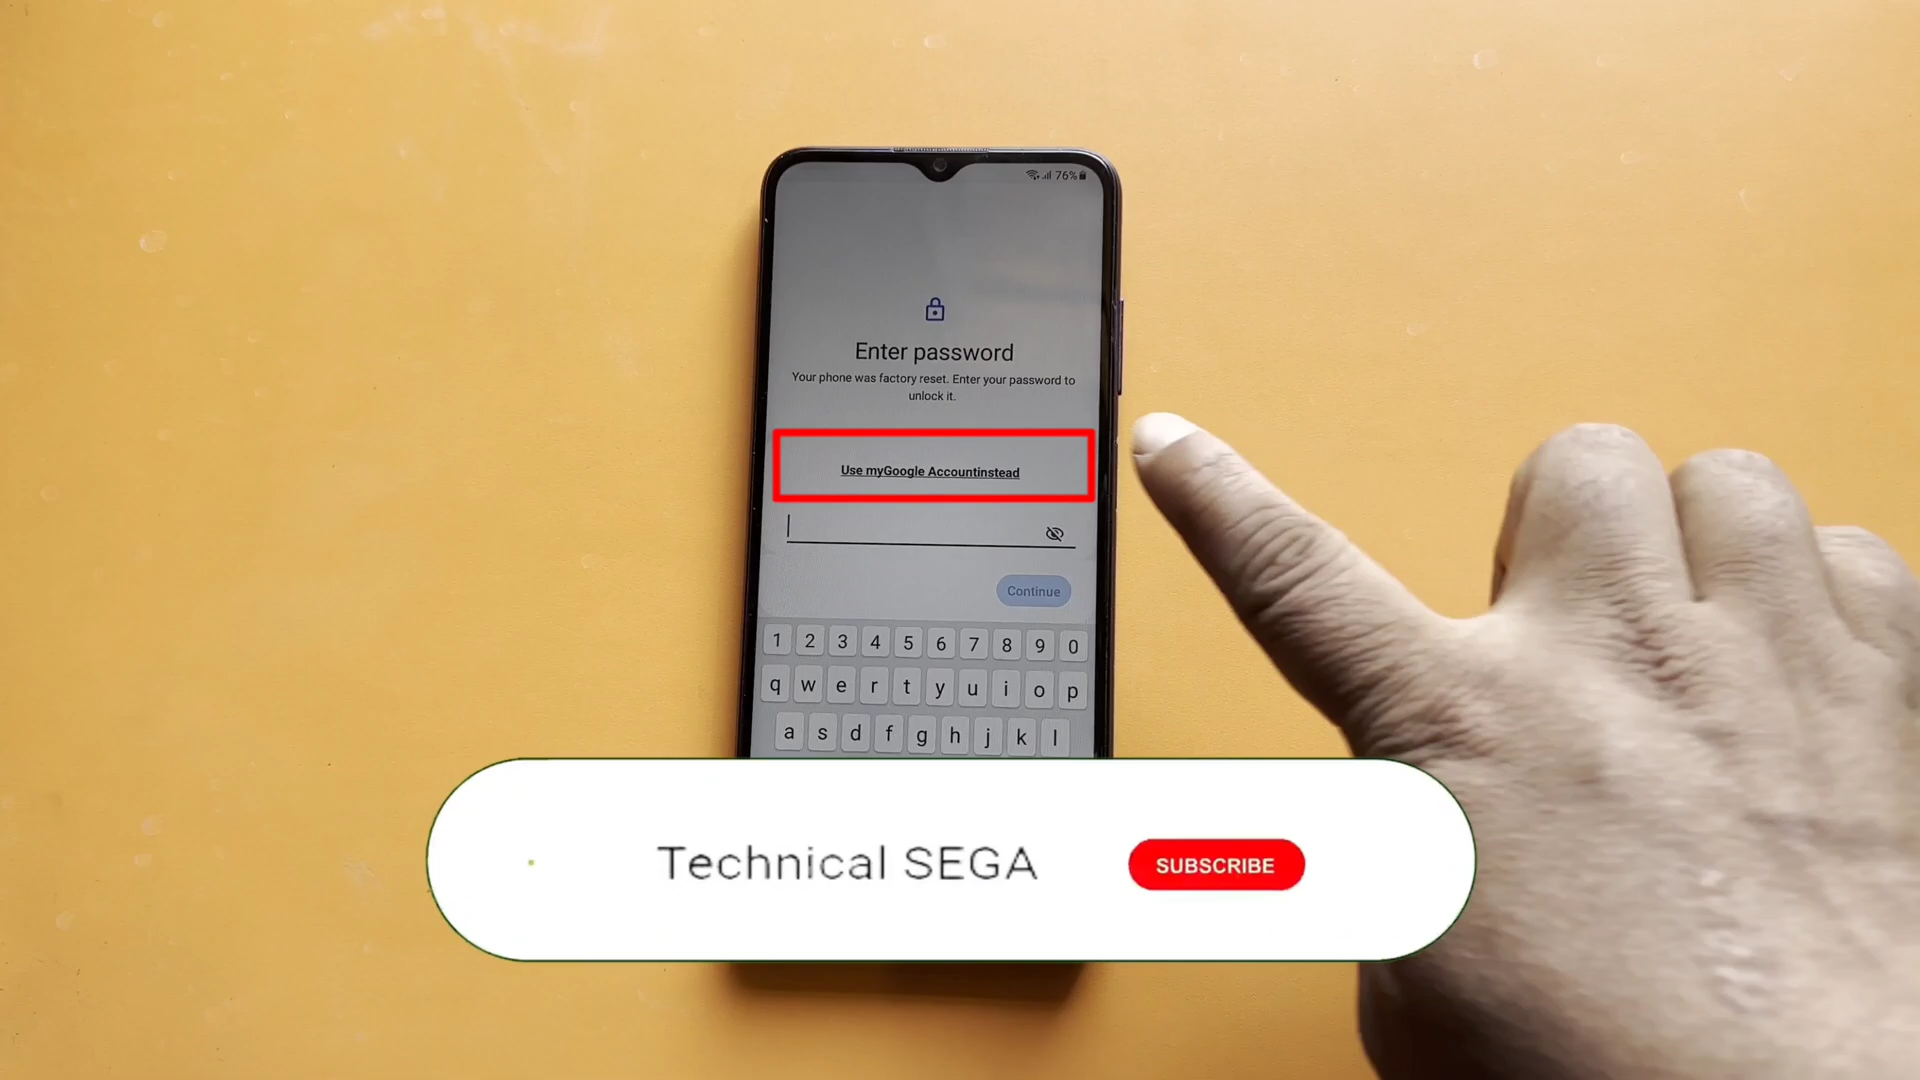 76%
Enter password
Your phone was factory reset. Enter your password to
unlock it.
Use myGoogle Accountinstead
Continue
1 2 3 4 5 6 7 8 9 0
q w e r t y u i o p
a s d f g h j k l
Technical SEGA
SUBSCRIBE